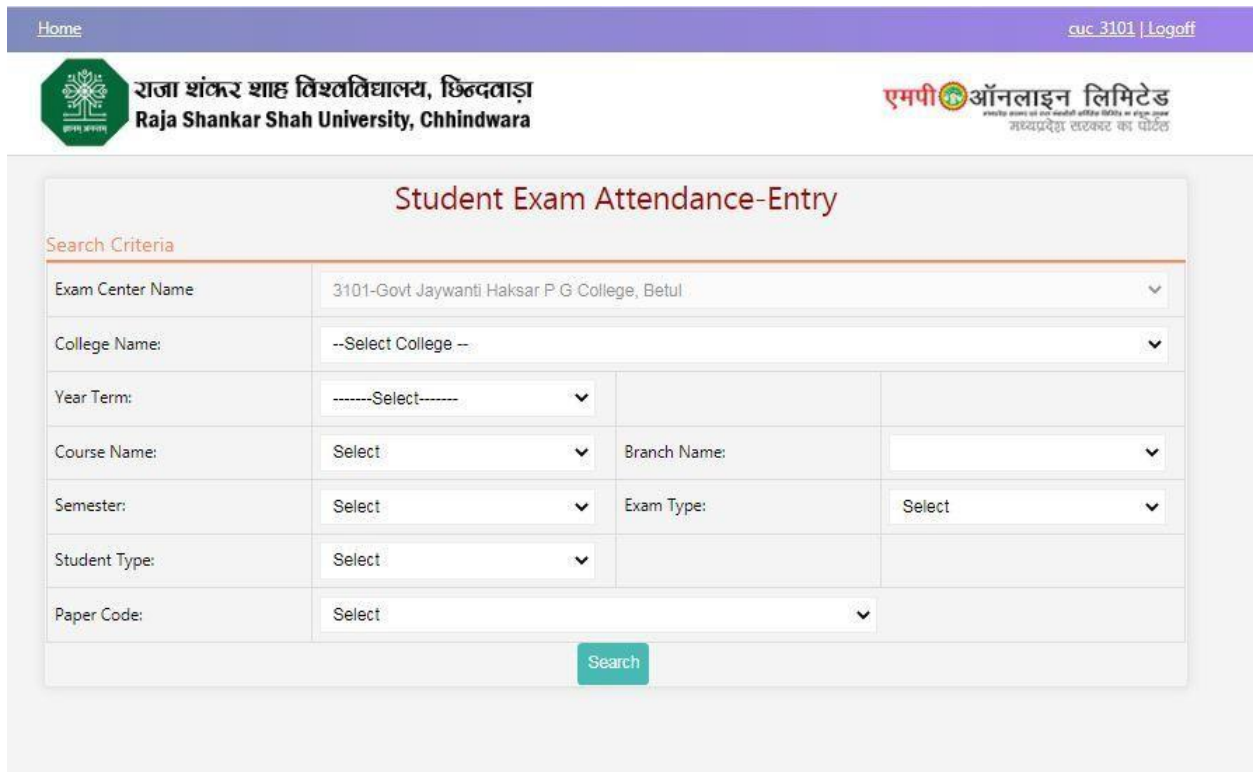 Home
cuc_3101 | Logoff
राजा शंकर शाह विश्वविद्यालय, छिन्दवाड़ा
Raja Shankar Shah University, Chhindwara
एमपी ऑनलाइन लिमिटेड
मध्यप्रदेश सरकार का पोर्टल
Student Exam Attendance-Entry
Search Criteria
Exam Center Name 3101-Govt Jaywanti Haksar P G College, Betul
College Name: --Select College --
Year Term: -------Select-------
Course Name: Select Branch Name:
Semester: Select Exam Type: Select
Student Type: Select
Paper Code: Select
Search